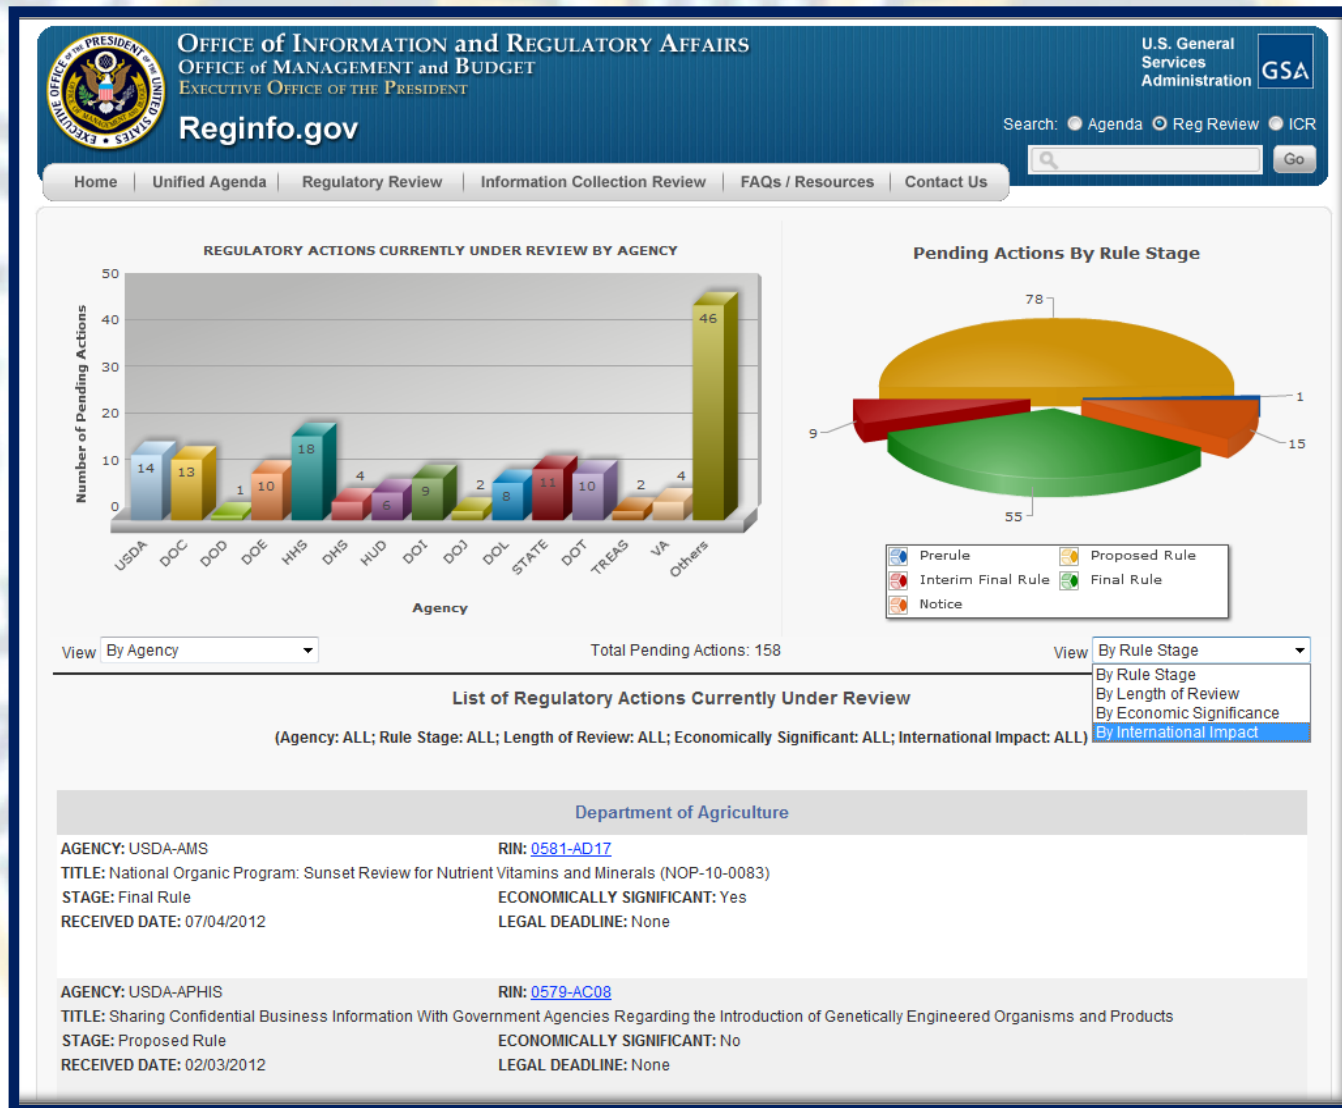 OFFICE of INFORMATION and REGULATORY AFFAIRS
OFFICE of MANAGEMENT and BUDGET
EXECUTIVE OFFICE OF THE PRESIDENT
Reginfo.gov
U.S. General
Services
Administration
GSA
Search: Agenda Reg Review ICR
Go
Home | Unified Agenda | Regulatory Review | Information Collection Review | FAQs / Resources | Contact Us
REGULATORY ACTIONS CURRENTLY UNDER REVIEW BY AGENCY
Number of Pending Actions
50
40
30
20
10
0
14 13 1 10 18 4 6 9 2 8 11 10 2 4 46
USDA DOC DOD DOE HHS DHS HUD DOI DOJ DOL STATE DOT TREAS VA Others
Agency
Pending Actions By Rule Stage
78
1
9
15
55
Prerule Proposed Rule
Interim Final Rule Final Rule
Notice
View By Agency Total Pending Actions: 158 View By Rule Stage
By Rule Stage
By Length of Review
By Economic Significance
By International Impact
List of Regulatory Actions Currently Under Review
(Agency: ALL; Rule Stage: ALL; Length of Review: ALL; Economically Significant: ALL; International Impact: ALL)
Department of Agriculture
AGENCY: USDA-AMS RIN: 0581-AD17
TITLE: National Organic Program: Sunset Review for Nutrient Vitamins and Minerals (NOP-10-0083)
STAGE: Final Rule ECONOMICALLY SIGNIFICANT: Yes
RECEIVED DATE: 07/04/2012 LEGAL DEADLINE: None
AGENCY: USDA-APHIS RIN: 0579-AC08
TITLE: Sharing Confidential Business Information With Government Agencies Regarding the Introduction of Genetically Engineered Organisms and Products
STAGE: Proposed Rule ECONOMICALLY SIGNIFICANT: No
RECEIVED DATE: 02/03/2012 LEGAL DEADLINE: None